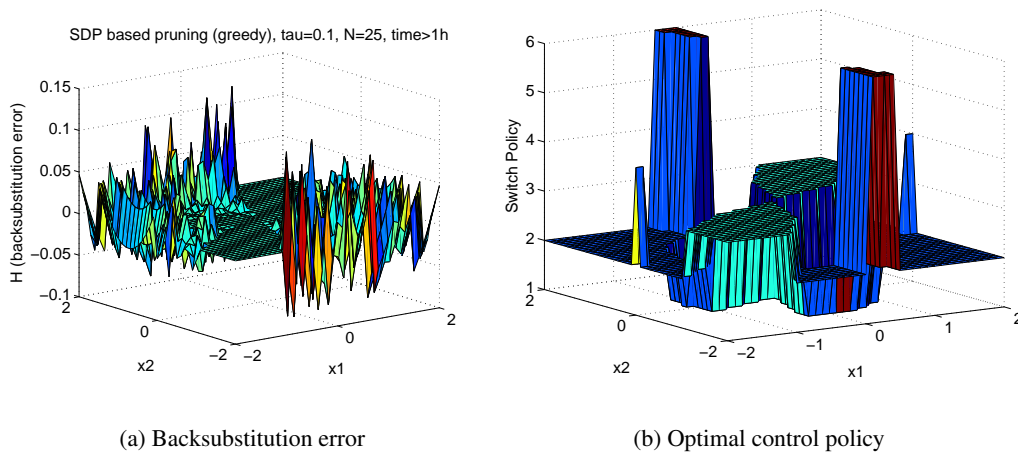 SDP based pruning (greedy), tau=0.1, N=25, time>1h
0.15
0.1
0.05
0
−0.05
−0.1
H (backsubstitution error)
2
0
−2
x2
−2
0
2
x1
6
5
4
3
2
1
Switch Policy
2
0
−2
x2
−2
−1
0
1
2
x1
(a) Backsubstitution error
(b) Optimal control policy